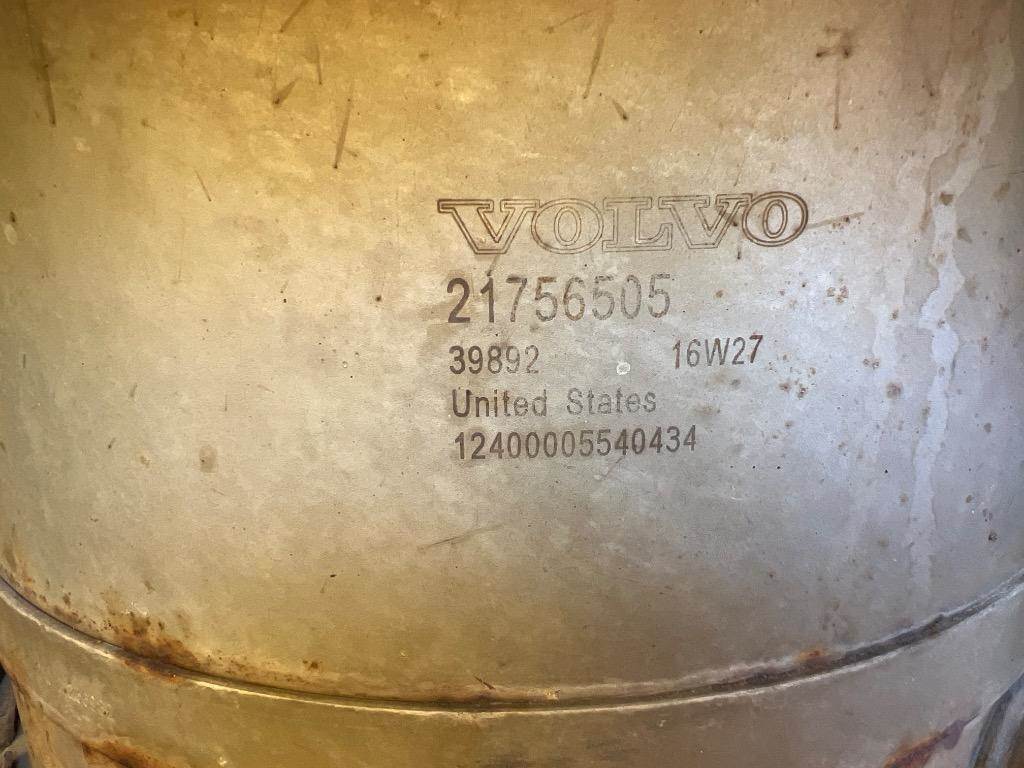 VOLVO
21756505
39892 16W27
United States
12400005540434